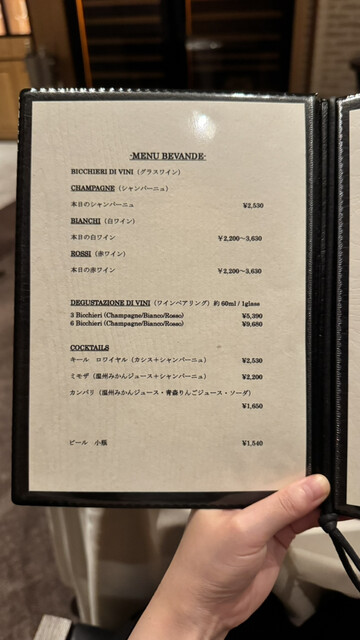 -MENU BEVANDE-
BICCHIERI DI VINI (グラスワイン)
CHAMPAGNE (シャンパーニュ)
本日のシャンパーニュ ¥2,530
BIANCHI (白ワイン)
本日の白ワイン ¥2,200~3,630
ROSSI (赤ワイン)
本日の赤ワイン ¥2,200~3,630
DEGUSTAZIONE DI VINI (ワインペアリング) 約60ml / 1glass
3 Bicchieri (Champagne/Bianco/Rosso) ¥5,390
6 Bicchieri (Champagne/Bianco/Rosso) ¥9,680
COCKTAILS
キール ロワイヤル (カシス+シャンパーニュ) ¥2,530
ミモザ (温州みかんジュース+シャンパーニュ) ¥2,200
カンパリ (温州みかんジュース・青森りんごジュース・ソーダ)
¥1,650
ビール 小瓶 ¥1,540